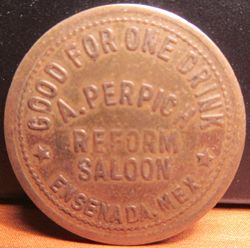 GOOD FOR ONE DRINK
A. PERPICH
REFORM
SALOON
ENSENADA, MEX